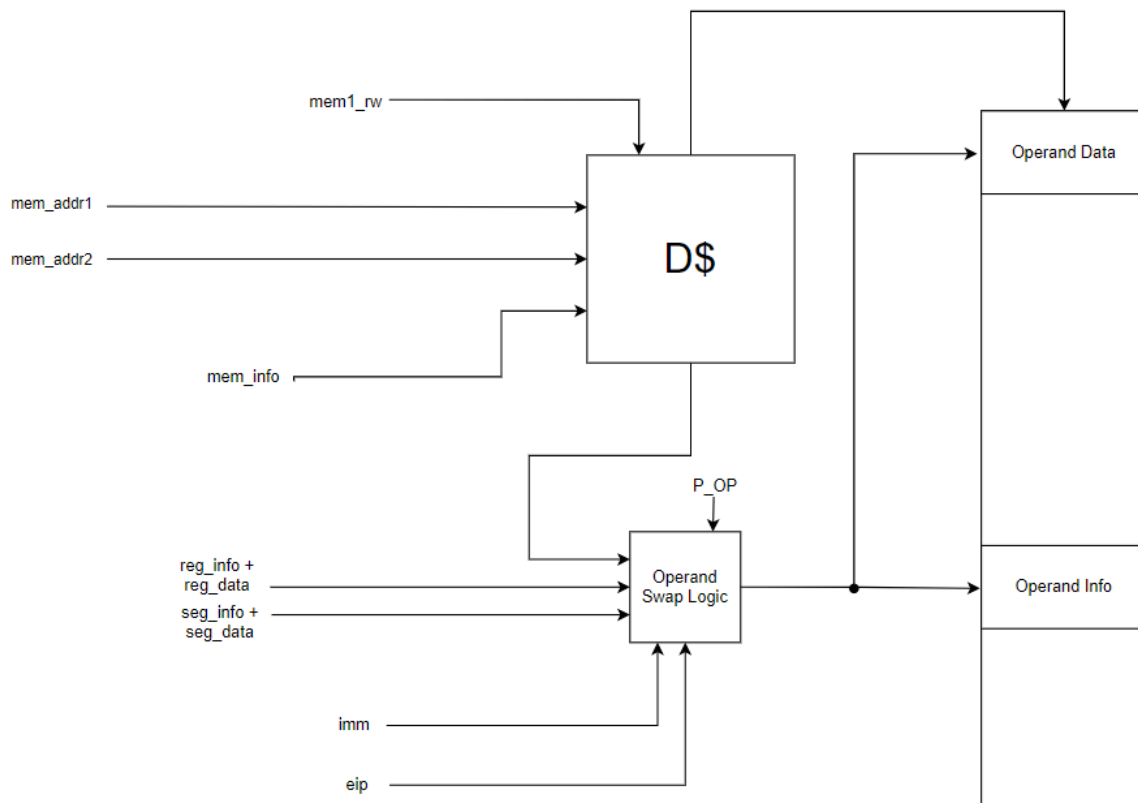 mem1_rw
Operand Data
mem_addr1
mem_addr2
D$
mem_info
P_OP
reg_info +
reg_data
seg_info +
seg_data
Operand
Swap Logic
Operand Info
imm
eip